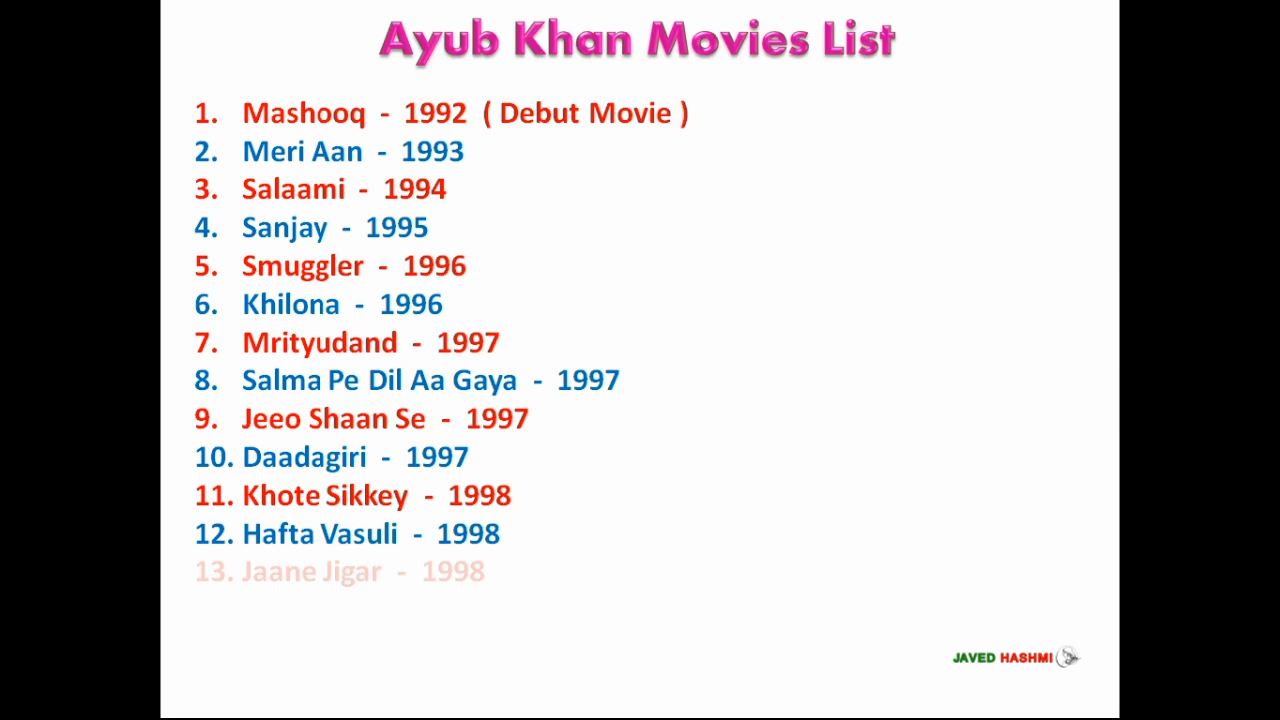 Ayub Khan Movies List
1. Mashooq - 1992 ( Debut Movie )
2. Meri Aan - 1993
3. Salaami - 1994
4. Sanjay - 1995
5. Smuggler - 1996
6. Khilona - 1996
7. Mrityudand - 1997
8. Salma Pe Dil Aa Gaya - 1997
9. Jeeo Shaan Se - 1997
10. Daadagiri - 1997
11. Khote Sikkey - 1998
12. Hafta Vasuli - 1998
13. Jaane Jigar - 1998
JAVED HASHMI